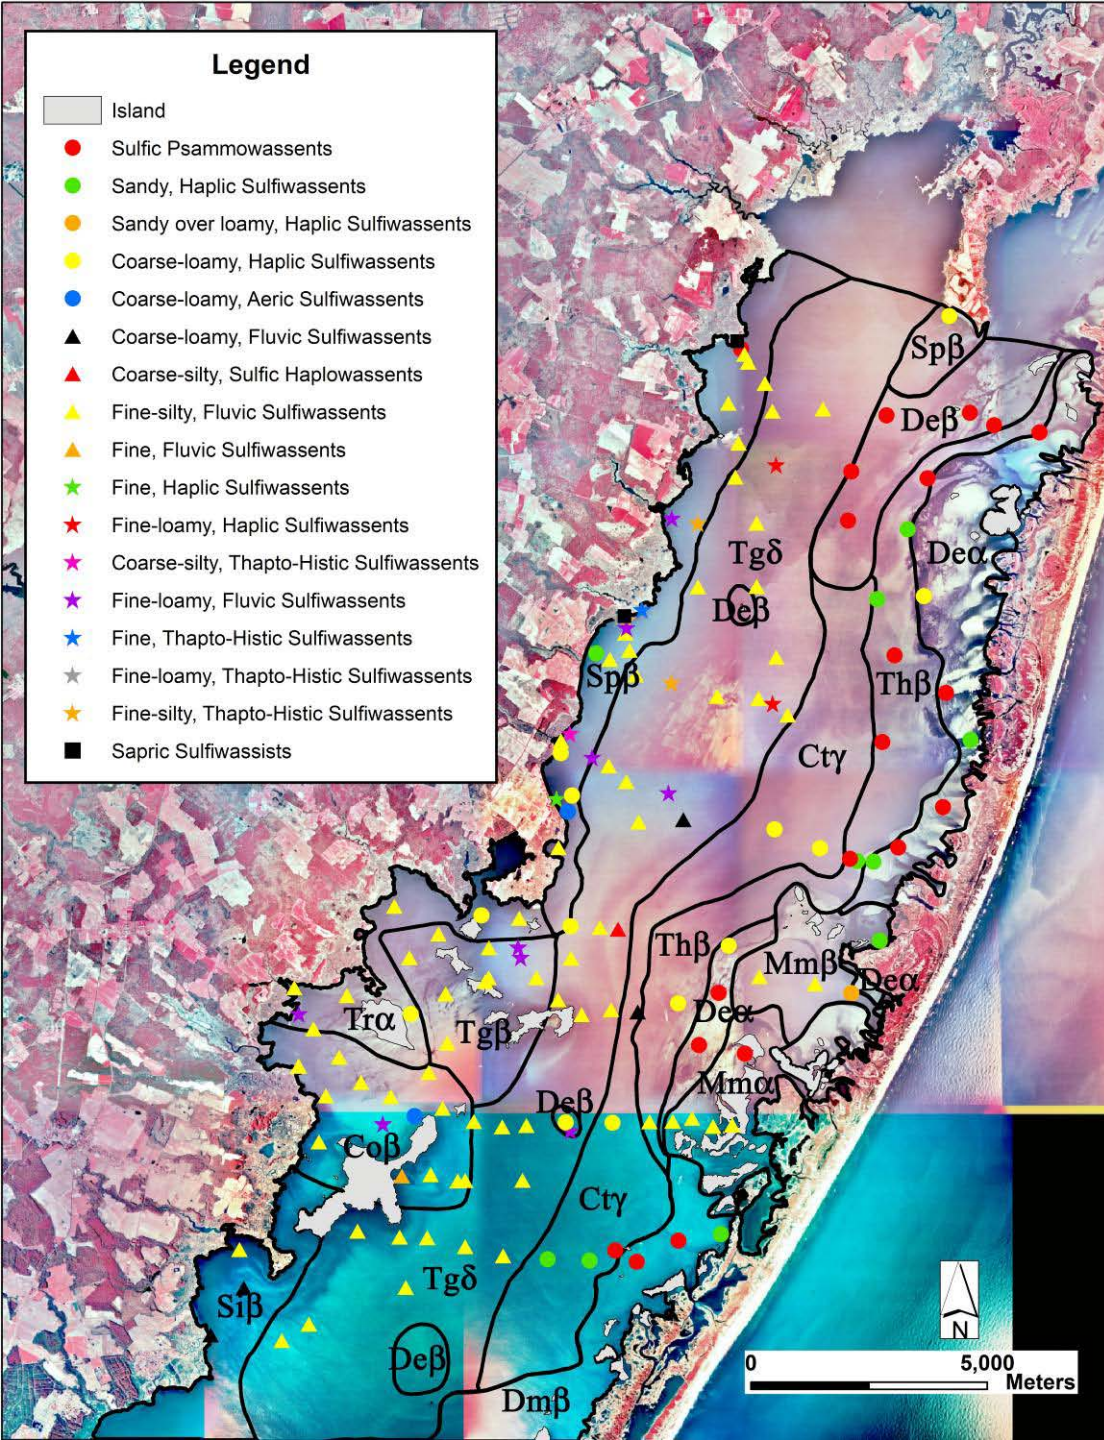 Legend
Island
Sulfic Psammowassents
Sandy, Haplic Sulfiwassents
Sandy over loamy, Haplic Sulfiwassents
Coarse-loamy, Haplic Sulfiwassents
Coarse-loamy, Aeric Sulfiwassents
Coarse-loamy, Fluvic Sulfiwassents
Coarse-silty, Sulfic Haplowassents
Fine-silty, Fluvic Sulfiwassents
Fine, Fluvic Sulfiwassents
Fine, Haplic Sulfiwassents
Fine-loamy, Haplic Sulfiwassents
Coarse-silty, Thapto-Histic Sulfiwassents
Fine-loamy, Fluvic Sulfiwassents
Fine, Thapto-Histic Sulfiwassents
Fine-loamy, Thapto-Histic Sulfiwassents
Fine-silty, Thapto-Histic Sulfiwassents
Sapric Sulfiwassists
Spβ
Deβ
Tgδ
Deα
Deβ
Spβ
Thβ
Ctγ
Thβ
Mmβ
Deα
Deα
Trα
Tgβ
Mmα
Deβ
Coβ
Ctγ
Tgδ
Siβ
Deβ
Dmβ
N
0 5,000
Meters